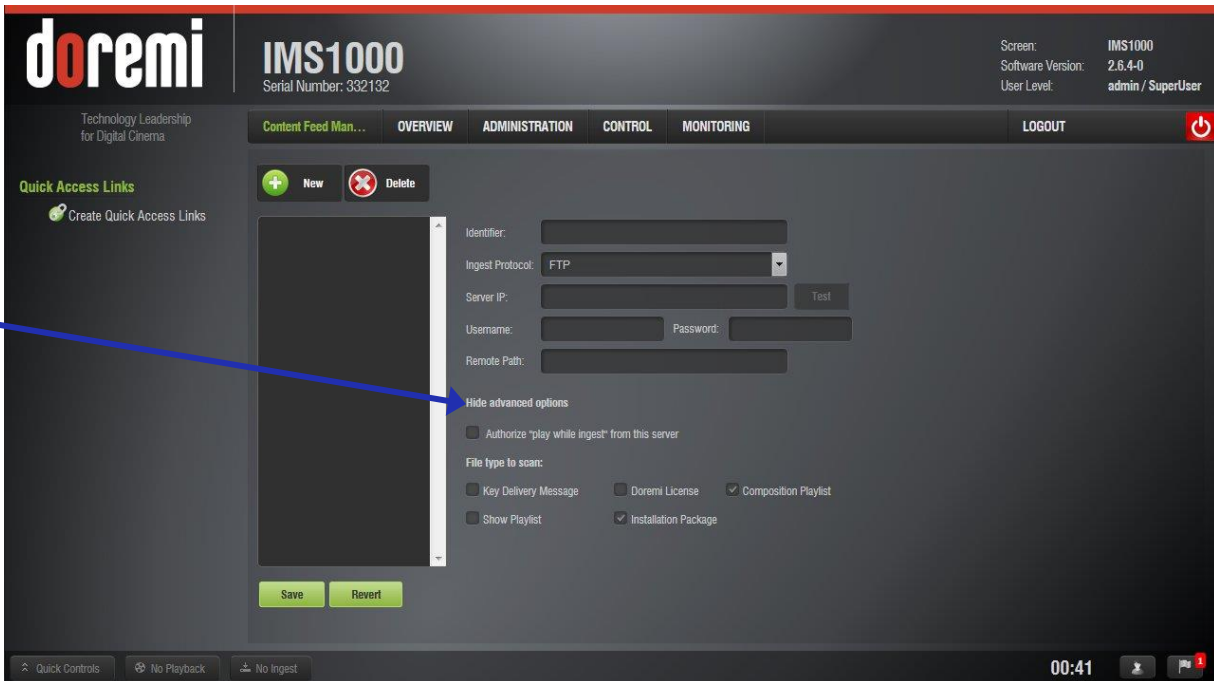 doremi
Technology Leadership
for Digital Cinema
IMS1000
Serial Number: 332132
Screen: IMS1000
Software Version: 2.6.4-0
User Level: admin / SuperUser
Content Feed Man... OVERVIEW ADMINISTRATION CONTROL MONITORING LOGOUT
Quick Access Links
Create Quick Access Links
New Delete
Identifier:
Ingest Protocol: FTP
Server IP: Test
Username: Password:
Remote Path:
Hide advanced options
Authorize "play while ingest" from this server
File type to scan:
Key Delivery Message Doremi License Composition Playlist
Show Playlist Installation Package
Save Revert
Quick Controls No Playback No Ingest 00:41 1